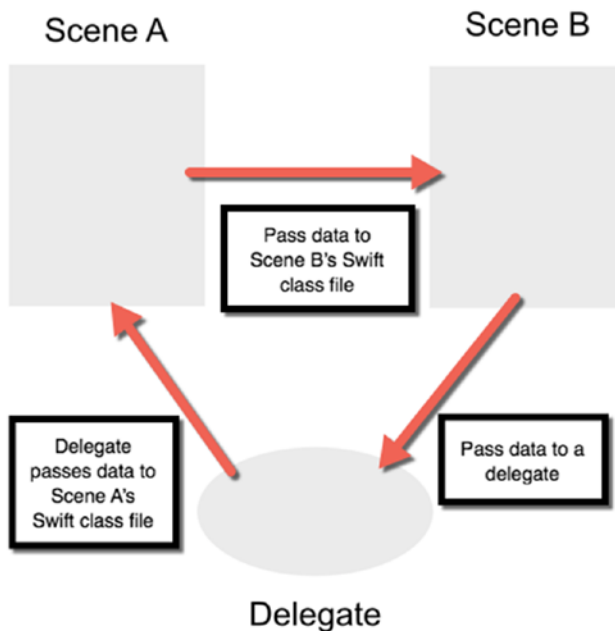 Scene A
Scene B
Pass data to
Scene B's Swift
class file
Delegate
passes data to
Scene A's
Swift class file
Pass data to a
delegate
Delegate